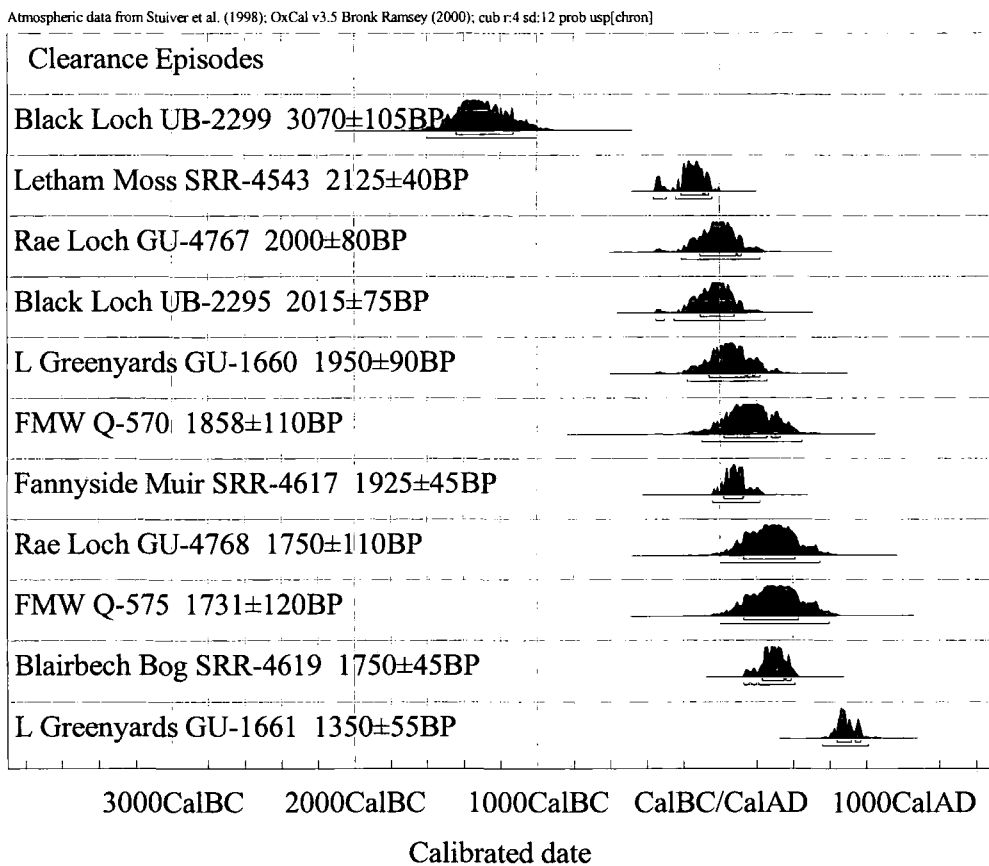 Atmospheric data from Stuiver et al. (1998); OxCal v3.5 Bronk Ramsey (2000); cub r:4 sd:12 prob usp[chron]
Clearance Episodes
Black Loch UB-2299 3070±105BP
Letham Moss SRR-4543 2125±40BP
Rae Loch GU-4767 2000±80BP
Black Loch UB-2295 2015±75BP
L Greenyards GU-1660 1950±90BP
FMW Q-570 1858±110BP
Fannyside Muir SRR-4617 1925±45BP
Rae Loch GU-4768 1750±110BP
FMW Q-575 1731±120BP
Blairbech Bog SRR-4619 1750±45BP
L Greenyards GU-1661 1350±55BP
3000CalBC 2000CalBC 1000CalBC CalBC/CalAD 1000CalAD
Calibrated date